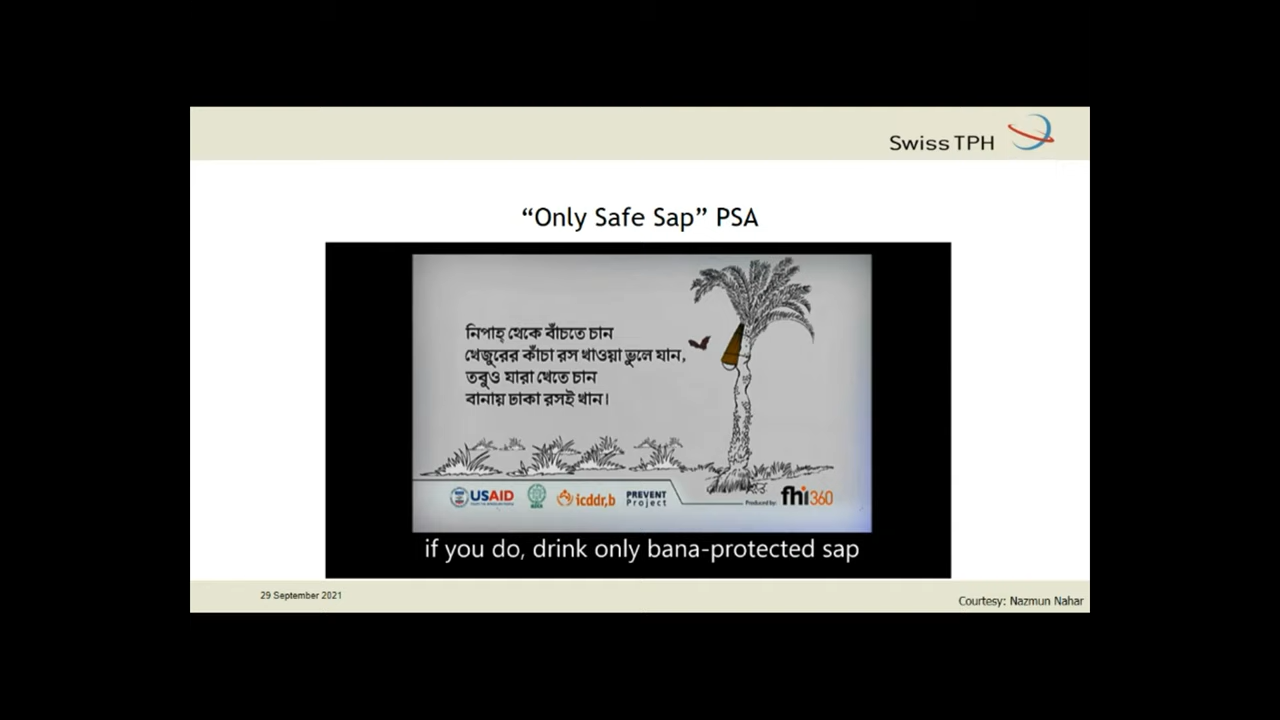 Swiss TPH
“Only Safe Sap” PSA
নিপাহ্ থেকে বাঁচতে চান
খেজুরের কাঁচা রস খাওয়া ভুলে যান,
তবুও যারা খেতে চান
বানায় ঢাকা রসই খান।
USAID
icddr,b
PREVENT
Project
Produced by:
fhi360
if you do, drink only bana-protected sap
29 September 2021
Courtesy: Nazmun Nahar